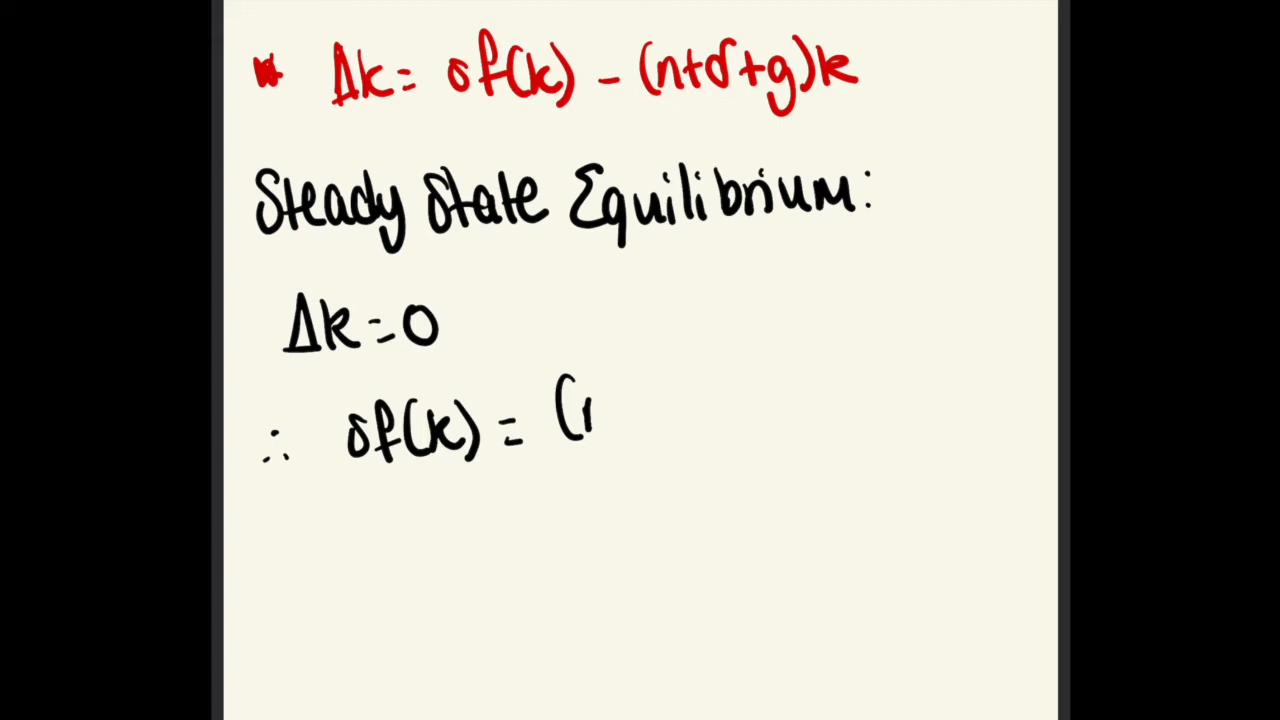 * Δk = sf(k) - (n+δ+g)k
Steady State Equilibrium:
Δk = 0
∴ sf(k) = (n